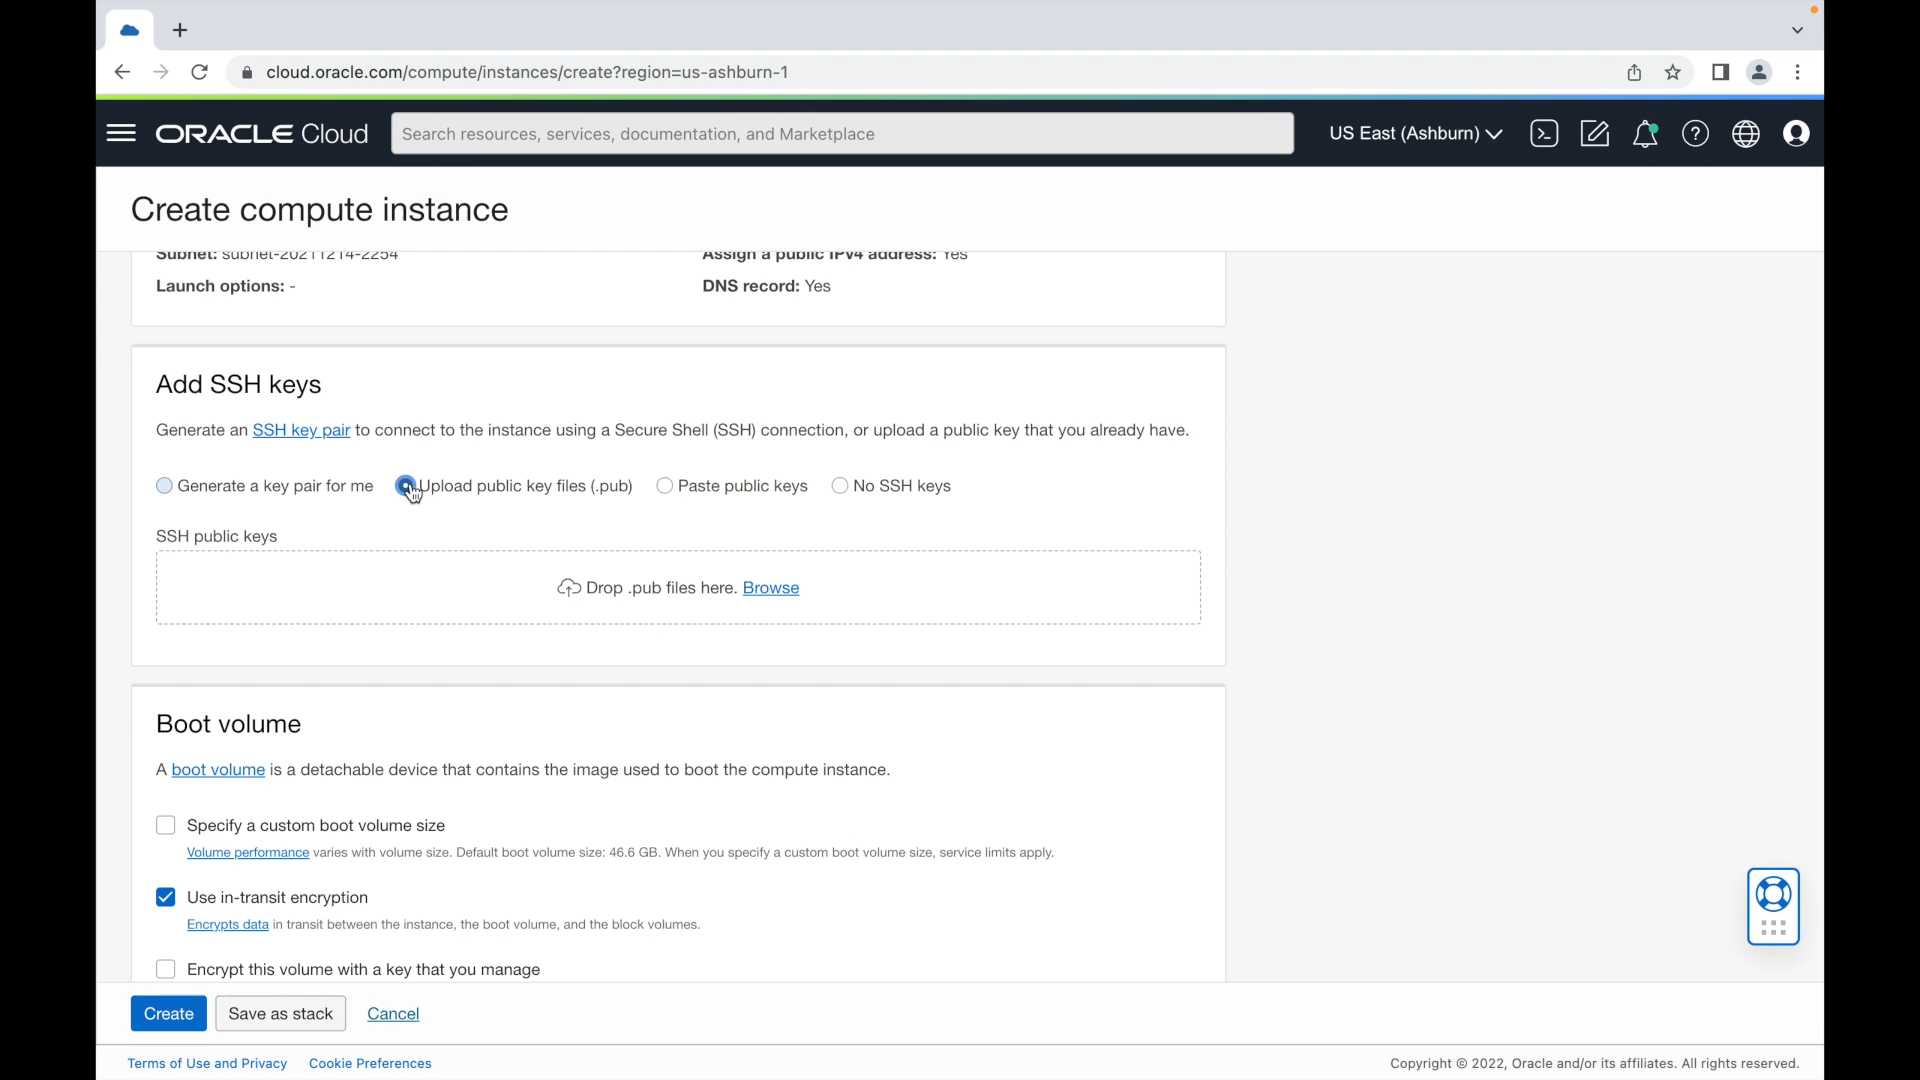 cloud.oracle.com/compute/instances/create?region=us-ashburn-1
ORACLE Cloud
Search resources, services, documentation, and Marketplace
US East (Ashburn)
Create compute instance
Subnet: subnet-20211214-2254
Assign a public IPv4 address: Yes
Launch options: -
DNS record: Yes
Add SSH keys
Generate an SSH key pair to connect to the instance using a Secure Shell (SSH) connection, or upload a public key that you already have.
Generate a key pair for me
Upload public key files (.pub)
Paste public keys
No SSH keys
SSH public keys
Drop .pub files here. Browse
Boot volume
A boot volume is a detachable device that contains the image used to boot the compute instance.
Specify a custom boot volume size
Volume performance varies with volume size. Default boot volume size: 46.6 GB. When you specify a custom boot volume size, service limits apply.
Use in-transit encryption
Encrypts data in transit between the instance, the boot volume, and the block volumes.
Encrypt this volume with a key that you manage
Create
Save as stack
Cancel
Terms of Use and Privacy
Cookie Preferences
Copyright © 2022, Oracle and/or its affiliates. All rights reserved.